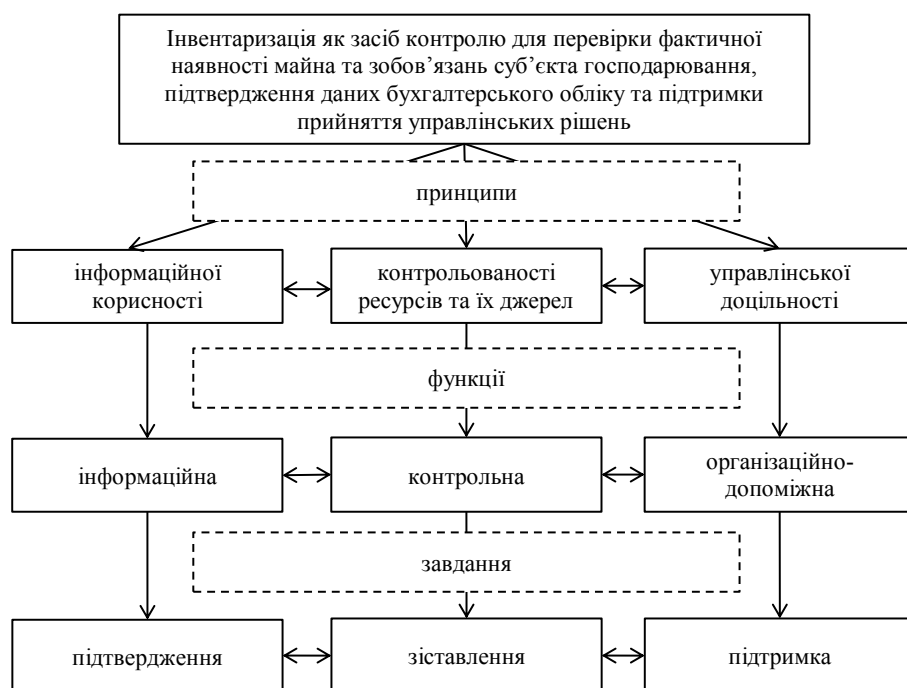 Інвентаризація як засіб контролю для перевірки фактичної
наявності майна та зобов’язань суб’єкта господарювання,
підтвердження даних бухгалтерського обліку та підтримки
прийняття управлінських рішень
принципи
інформаційної
корисності
контрольованості
ресурсів та їх джерел
управлінської
доцільності
функції
інформаційна
контрольна
організаційно-
допоміжна
завдання
підтвердження
зіставлення
підтримка